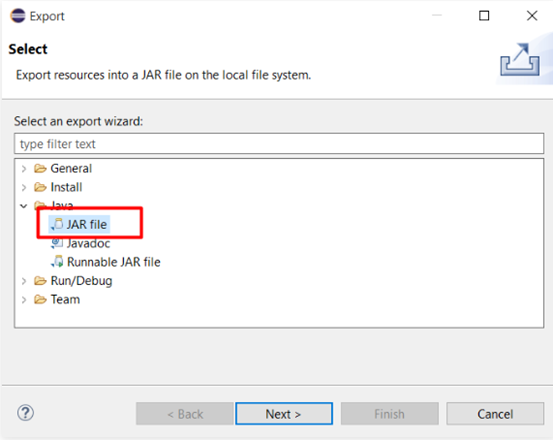 Export
Select
Export resources into a JAR file on the local file system.
Select an export wizard:
type filter text
General
Install
Java
JAR file
Javadoc
Runnable JAR file
Run/Debug
Team
?
< Back
Next >
Finish
Cancel